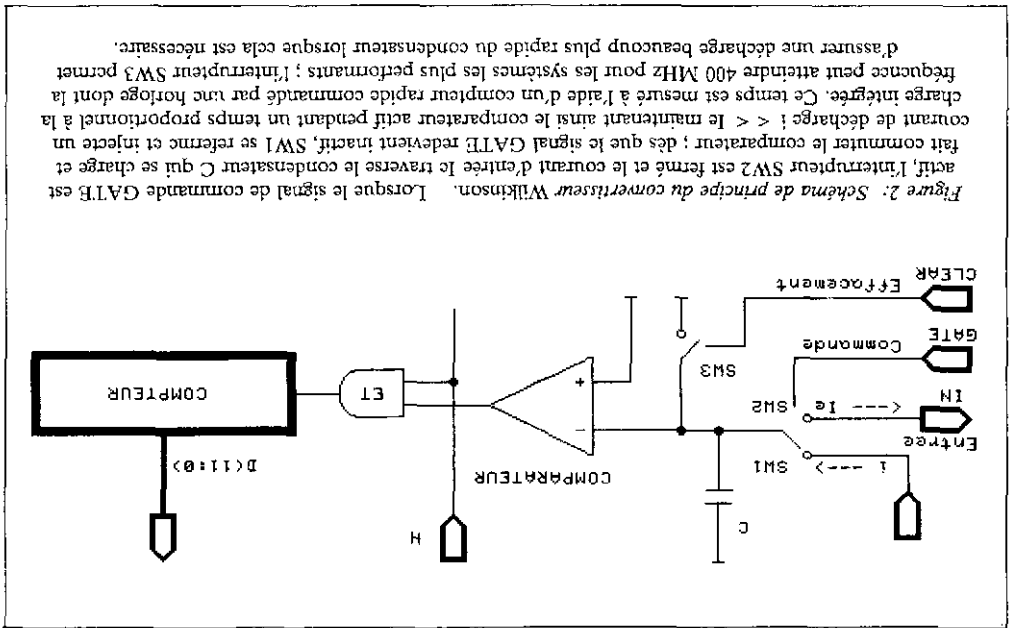 H
C
i --->
SW1
COMPARATEUR
D<11:0>
Entree
IN
<--- Ie
SW2
-
+
ET
COMPTEUR
GATE
Commande
SW3
CLEAR
Effacement
Figure 2: Schéma de principe du convertisseur Wilkinson. Lorsque le signal de commande GATE est
actif, l'interrupteur SW2 est fermé et le courant d'entrée Ie traverse le condensateur C qui se charge et
fait commuter le comparateur ; dès que le signal GATE redevient inactif, SW1 se referme et injecte un
courant de décharge i < < Ie maintenant ainsi le comparateur actif pendant un temps proportionnel à la
charge intégrée. Ce temps est mesuré à l'aide d'un compteur rapide commandé par une horloge dont la
fréquence peut atteindre 400 MHz pour les systèmes les plus performants ; l'interrupteur SW3 permet
d'assurer une décharge beaucoup plus rapide du condensateur lorsque cela est nécessaire.